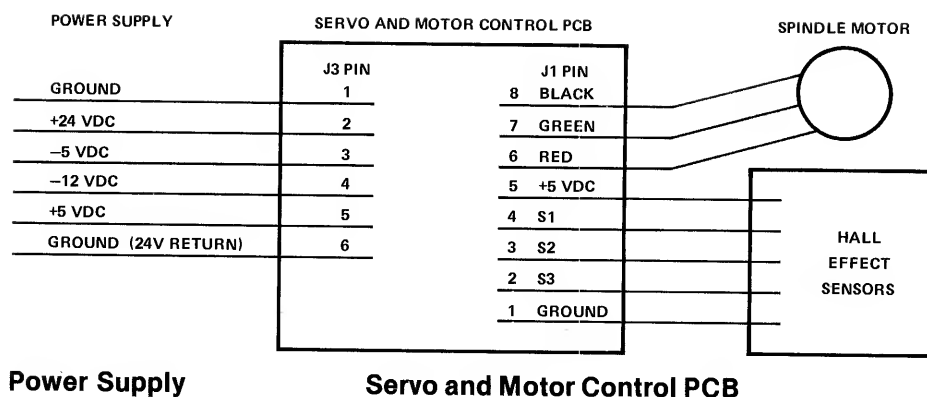 POWER SUPPLY
SERVO AND MOTOR CONTROL PCB
SPINDLE MOTOR
J3 PIN
GROUND 1
+24 VDC 2
–5 VDC 3
–12 VDC 4
+5 VDC 5
GROUND (24V RETURN) 6
J1 PIN
8 BLACK
7 GREEN
6 RED
5 +5 VDC
4 S1
3 S2
2 S3
1 GROUND
HALL
EFFECT
SENSORS
Power Supply
Servo and Motor Control PCB